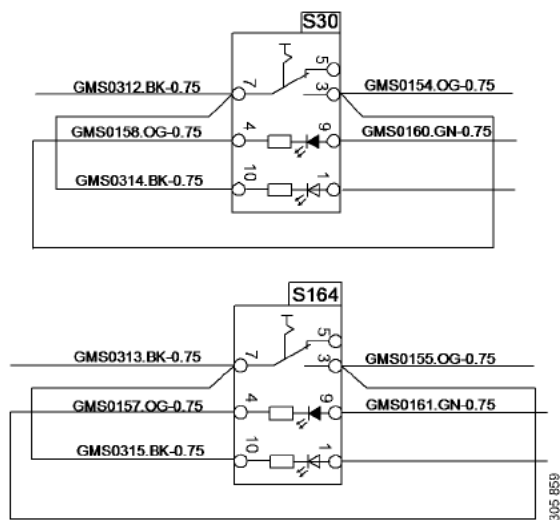 S30
5
GMS0312.BK-0.75 7 3 GMS0154.OG-0.75
GMS0158.OG-0.75 4 9 GMS0160.GN-0.75
GMS0314.BK-0.75 10 1
S164
5
GMS0313.BK-0.75 7 3 GMS0155.OG-0.75
GMS0157.OG-0.75 4 9 GMS0161.GN-0.75
GMS0315.BK-0.75 10 1
305 859